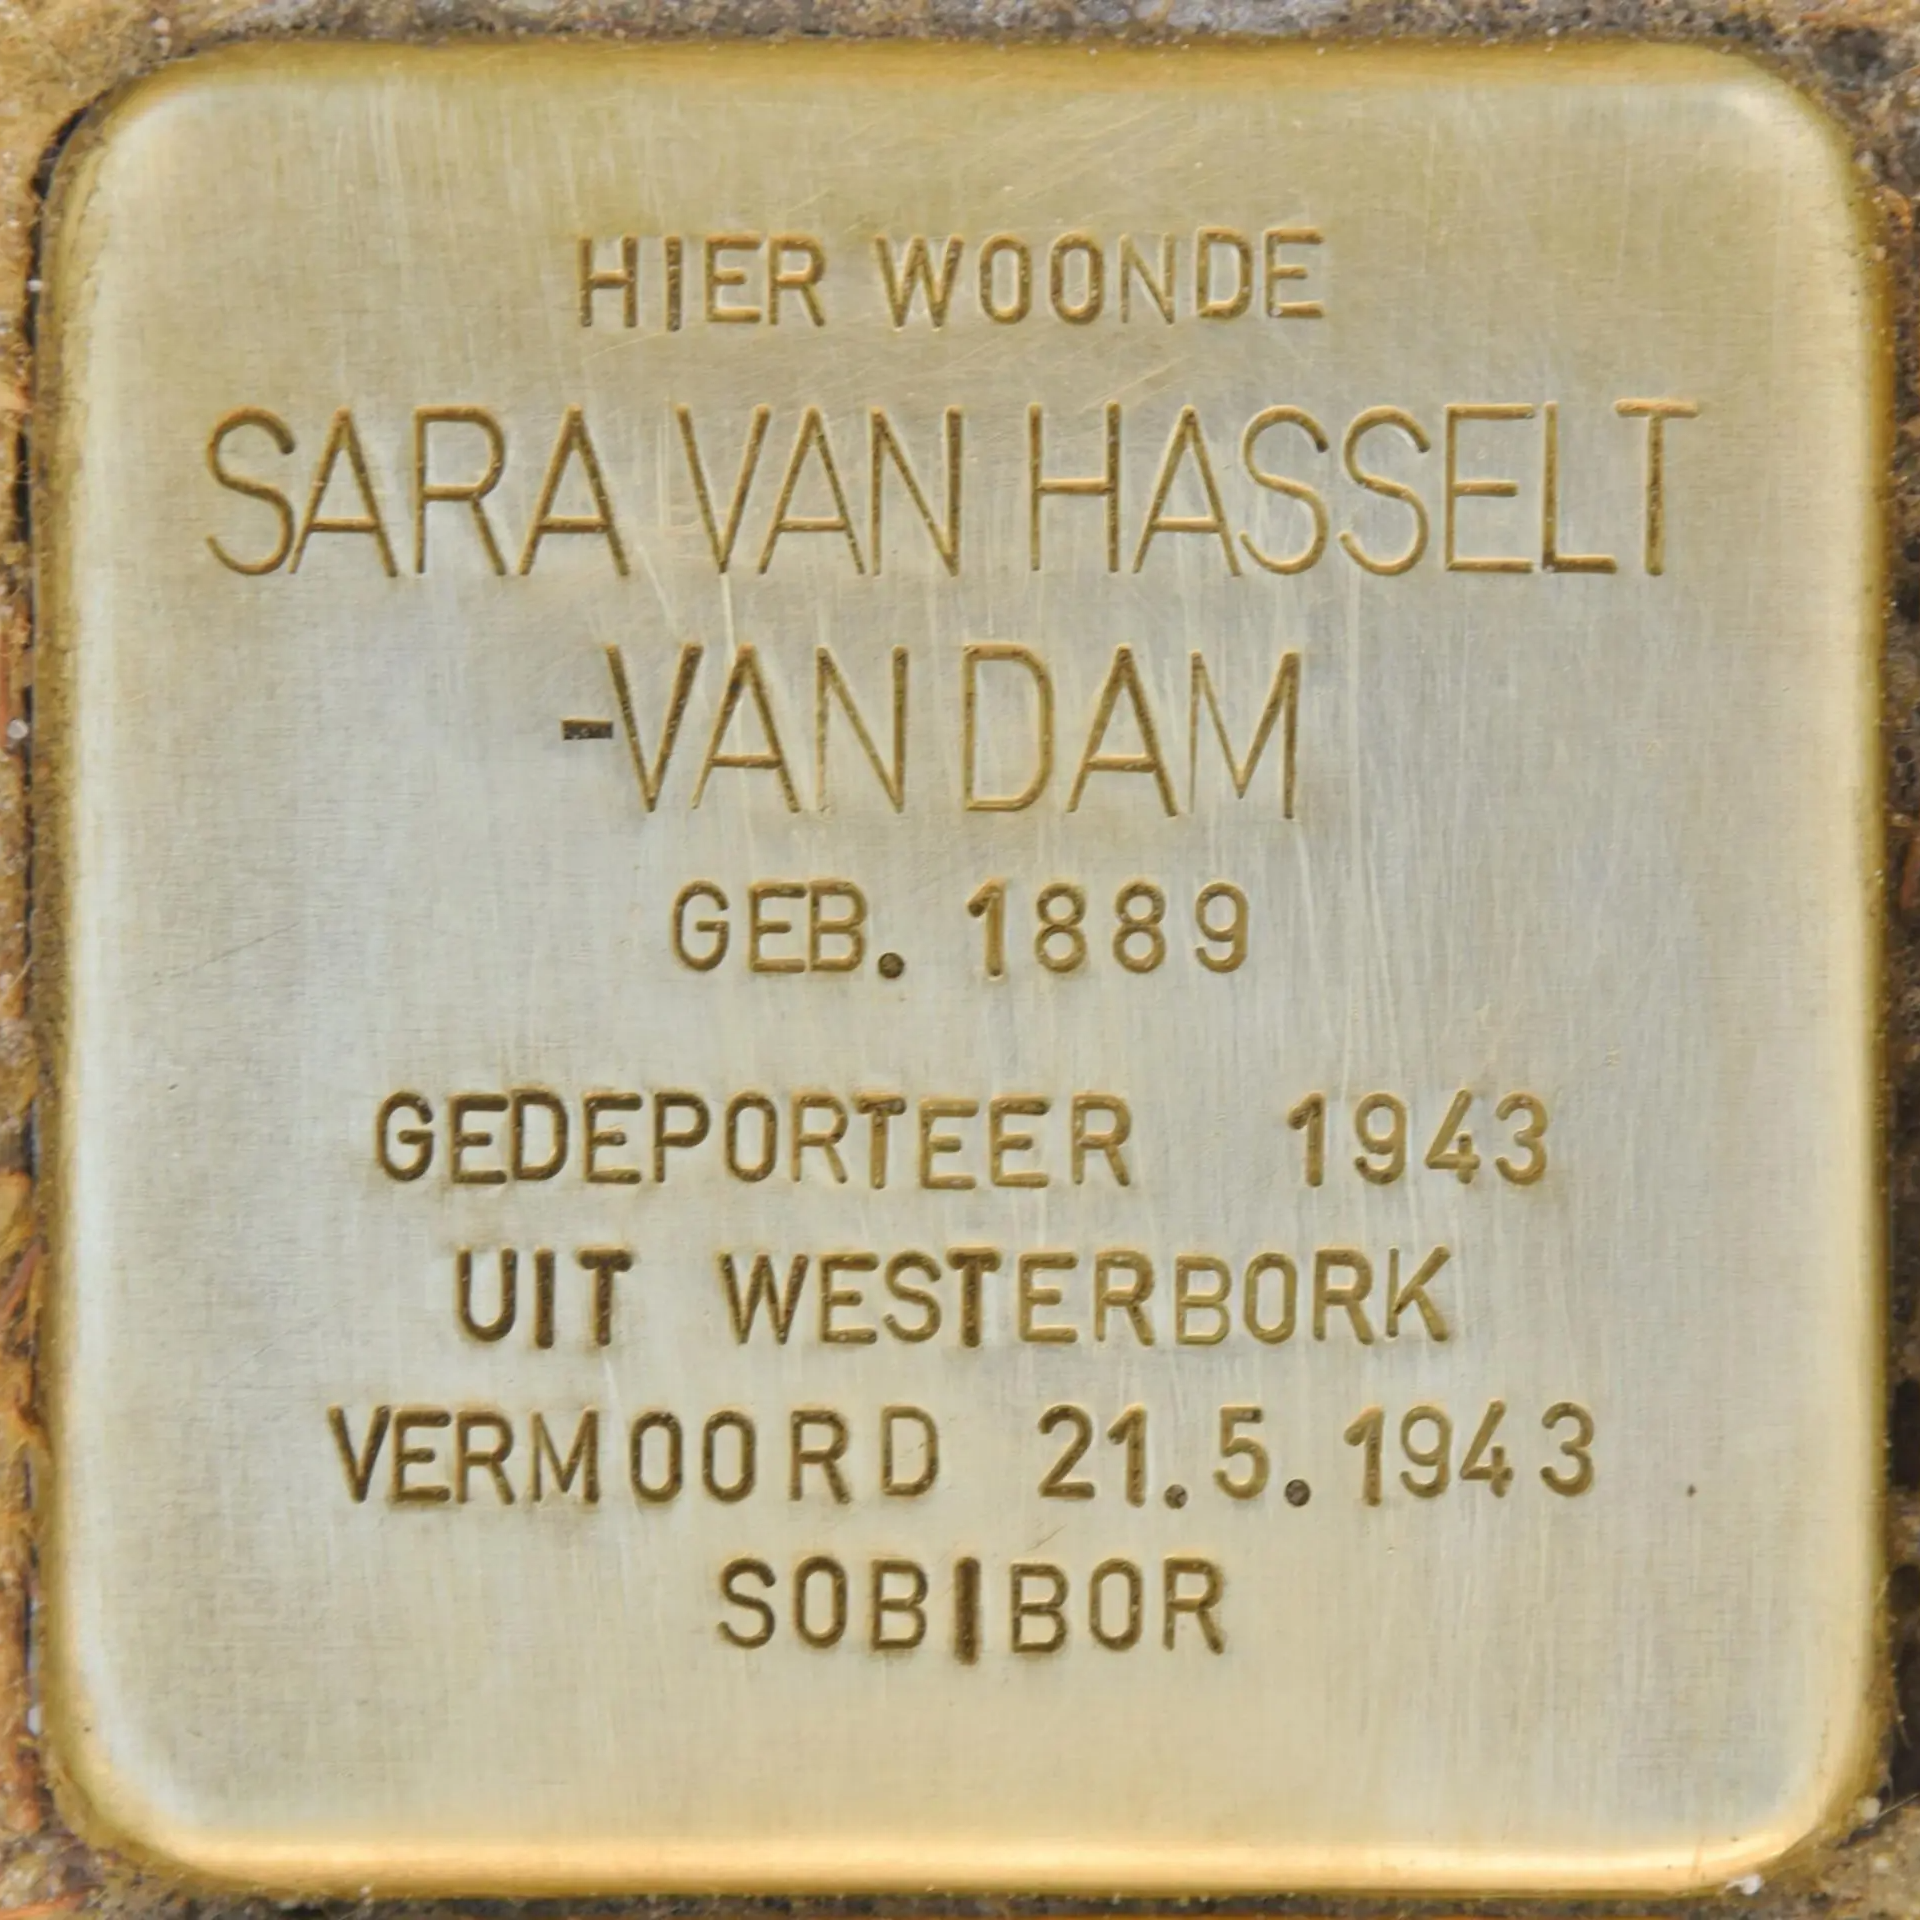 HIER WOONDE
SARA VAN HASSELT
-VAN DAM
GEB. 1889
GEDEPORTEER 1943
UIT WESTERBORK
VERMOORD 21.5.1943
SOBIBOR